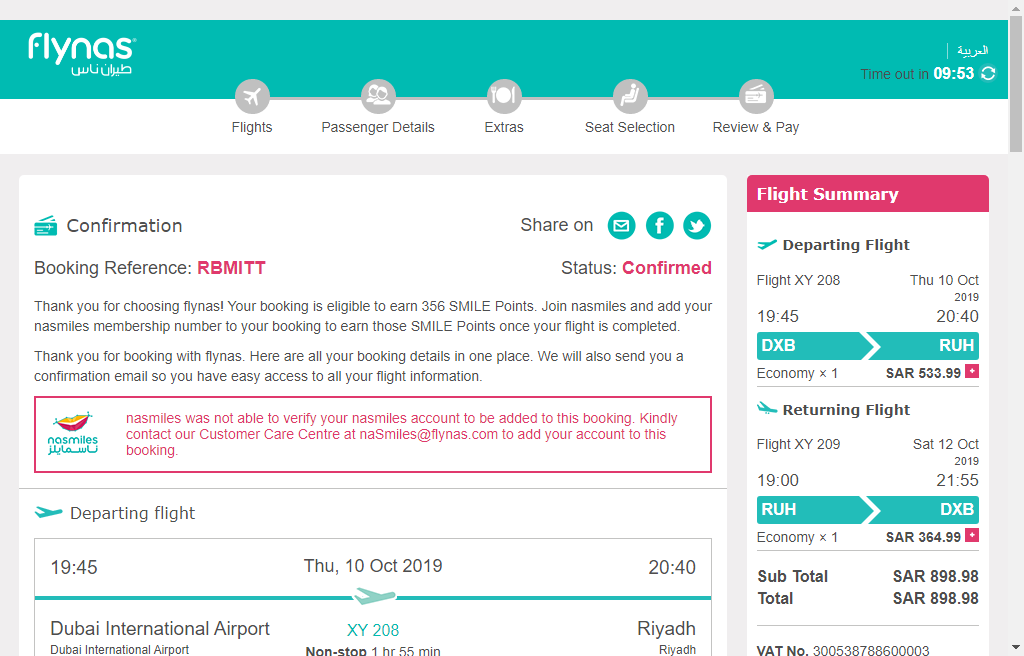 flynas
طيران ناس
العربية
Time out in 09:53
Flights
Passenger Details
Extras
Seat Selection
Review & Pay
Confirmation
Share on
Booking Reference: RBMITT
Status: Confirmed
Thank you for choosing flynas! Your booking is eligible to earn 356 SMILE Points. Join nasmiles and add your
nasmiles membership number to your booking to earn those SMILE Points once your flight is completed.
Thank you for booking with flynas. Here are all your booking details in one place. We will also send you a
confirmation email so you have easy access to all your flight information.
nasmiles
ناسمايلز
nasmiles was not able to verify your nasmiles account to be added to this booking. Kindly
contact our Customer Care Centre at naSmiles@flynas.com to add your account to this
booking.
Departing flight
19:45 Thu, 10 Oct 2019 20:40
Dubai International Airport XY 208 Riyadh
Dubai International Airport Non-stop 1 hr 55 min Riyadh
Flight Summary
Departing Flight
Flight XY 208 Thu 10 Oct
2019
19:45 20:40
DXB RUH
Economy × 1 SAR 533.99 +
Returning Flight
Flight XY 209 Sat 12 Oct
2019
19:00 21:55
RUH DXB
Economy × 1 SAR 364.99 +
Sub Total SAR 898.98
Total SAR 898.98
VAT No. 300538788600003